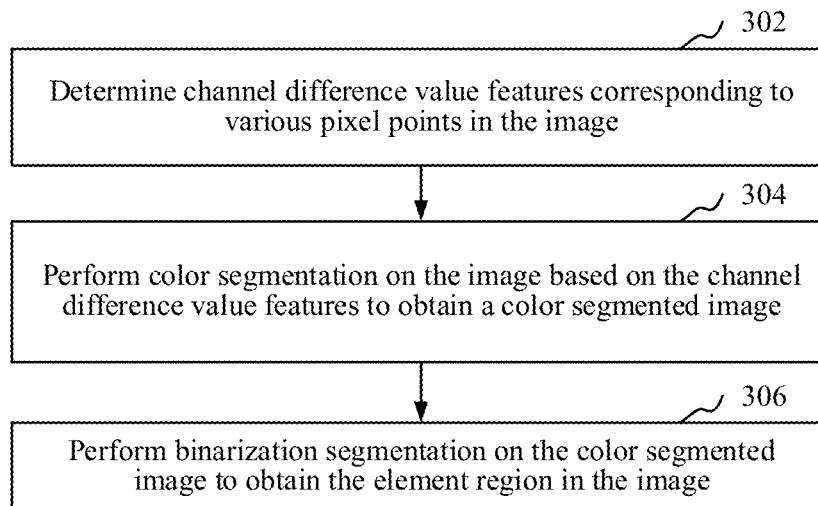 302
Determine channel difference value features corresponding to
various pixel points in the image
304
Perform color segmentation on the image based on the channel
difference value features to obtain a color segmented image
306
Perform binarization segmentation on the color segmented
image to obtain the element region in the image